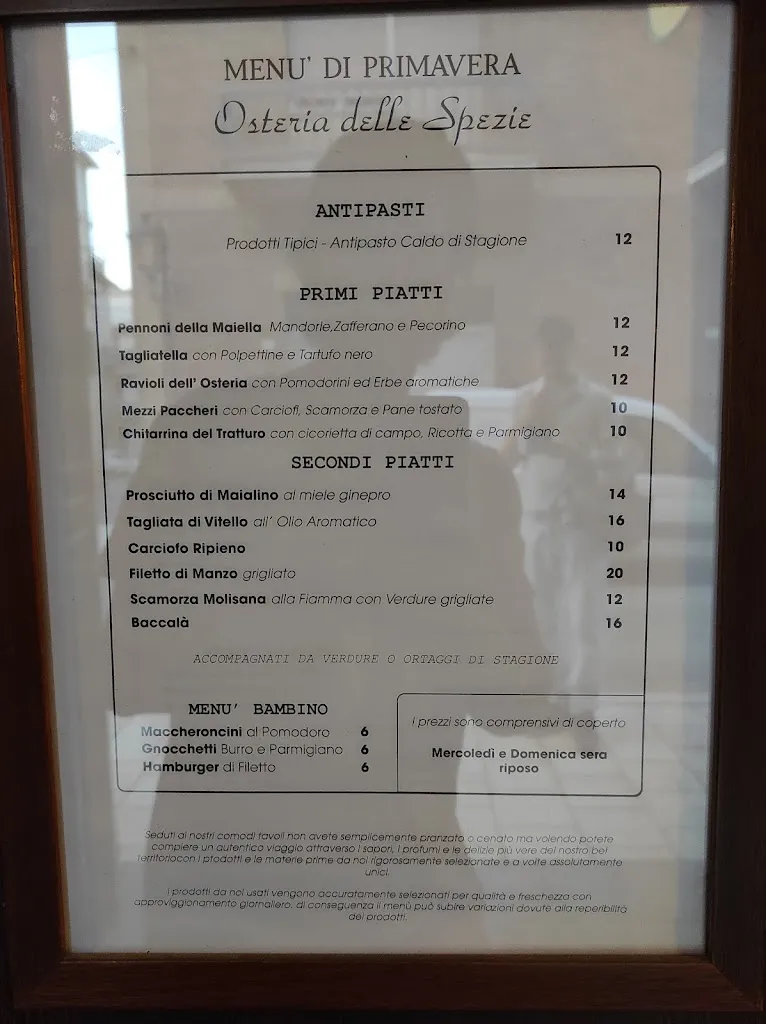 MENU' DI PRIMAVERA
Osteria delle Spezie
ANTIPASTI
Prodotti Tipici - Antipasto Caldo di Stagione 12
PRIMI PIATTI
Pennoni della Maiella Mandorle,Zafferano e Pecorino 12
Tagliatella con Polpettine e Tartufo nero 12
Ravioli dell' Osteria con Pomodorini ed Erbe aromatiche 12
Mezzi Paccheri con Carciofi, Scamorza e Pane tostato 10
Chitarrina del Tratturo con cicorietta di campo, Ricotta e Parmigiano 10
SECONDI PIATTI
Prosciutto di Maialino al miele ginepro 14
Tagliata di Vitello all' Olio Aromatico 16
Carciofo Ripieno 10
Filetto di Manzo grigliato 20
Scamorza Molisana alla Fiamma con Verdure grigliate 12
Baccalà 16
ACCOMPAGNATI DA VERDURE O ORTAGGI DI STAGIONE
MENU' BAMBINO
Maccheroncini al Pomodoro 6
Gnocchetti Burro e Parmigiano 6
Hamburger di Filetto 6
I prezzi sono comprensivi di coperto
Mercoledì e Domenica sera
riposo
Seduti ai nostri comodi tavoli non avete semplicemente pranzato o cenato ma volendo potete
compiere un autentico viaggio attraverso i sapori, i profumi e le delizie più vere del nostro bel
territoriocon i ptodotti e le materie prime da noi rigorosamente selezionate e a volte assolutamente
unici.
I prodotti da noi usati vengono accuratamente selezionati per qualità e freschezza con
approviggionamento giornaliero, di conseguenza il menù può subire variazioni dovute alla reperibilità
dei prodotti.